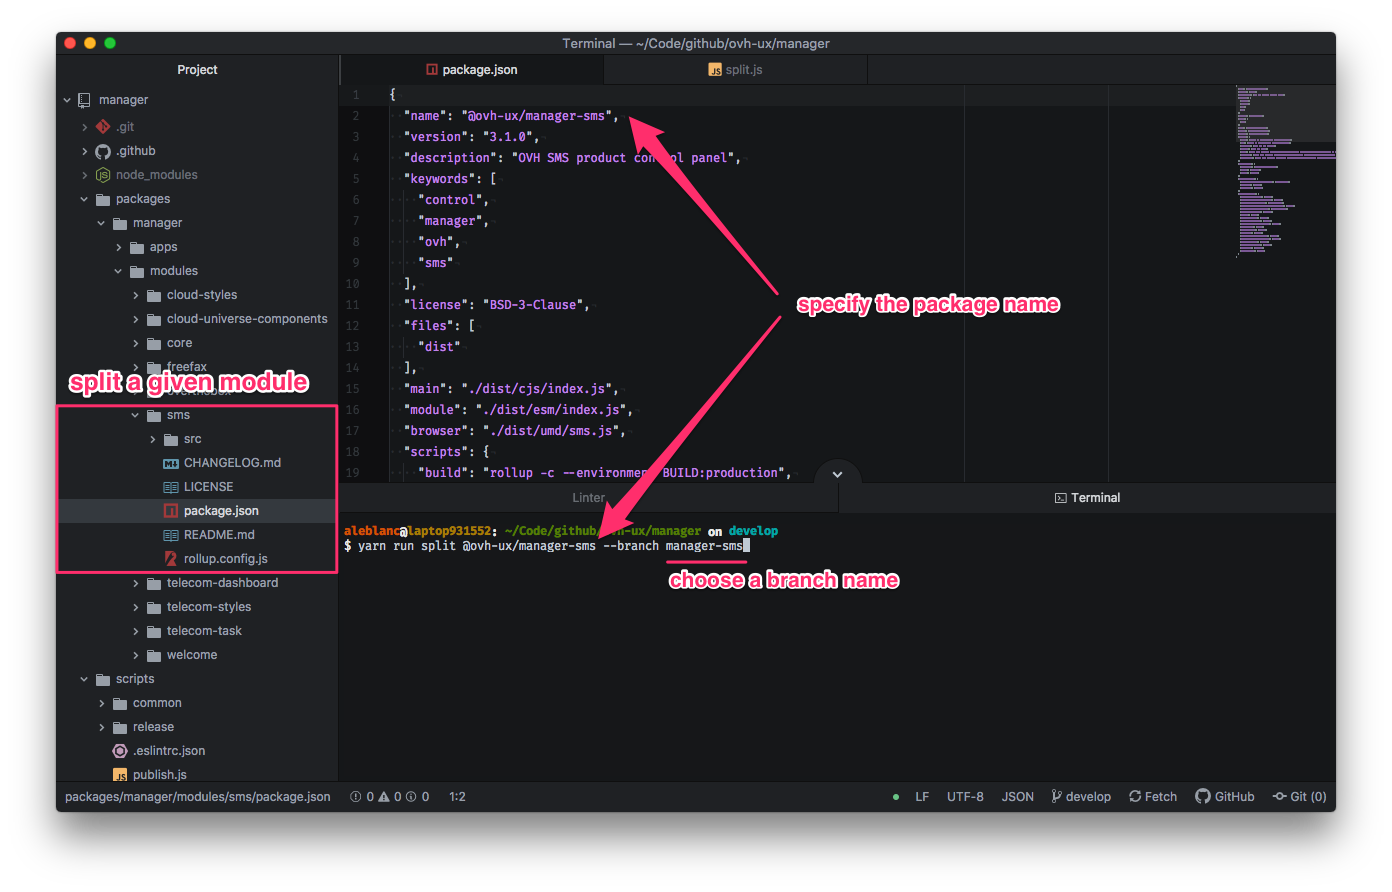 Terminal — ~/Code/github/ovh-ux/manager
Project
package.json
split.js
manager
.git
.github
node_modules
packages
manager
apps
modules
cloud-styles
cloud-universe-components
core
freefax
split a given module
sms
src
CHANGELOG.md
LICENSE
package.json
README.md
rollup.config.js
telecom-dashboard
telecom-styles
telecom-task
welcome
scripts
common
release
.eslintrc.json
publish.js
1 {
2 "name": "@ovh-ux/manager-sms",
3 "version": "3.1.0",
4 "description": "OVH SMS product control panel",
5 "keywords": [
6 "control",
7 "manager",
8 "ovh",
9 "sms"
10 ],
11 "license": "BSD-3-Clause",
12 "files": [
13 "dist"
14 ],
15 "main": "./dist/cjs/index.js",
16 "module": "./dist/esm/index.js",
17 "browser": "./dist/umd/sms.js",
18 "scripts": {
19 "build": "rollup -c --environment BUILD:production",
specify the package name
Linter
Terminal
aleblanc@laptop931552: ~/Code/github/ovh-ux/manager on develop
$ yarn run split @ovh-ux/manager-sms --branch manager-sms
choose a branch name
packages/manager/modules/sms/package.json 0 0 0 1:2 LF UTF-8 JSON develop Fetch GitHub Git (0)